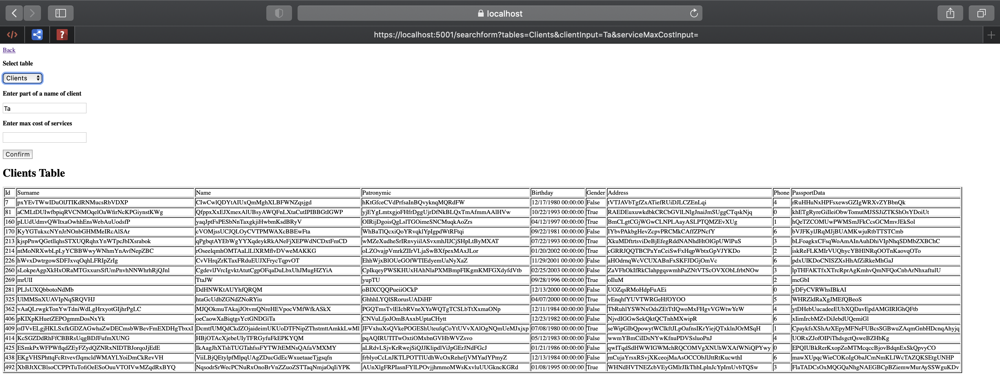 localhost
https://localhost:5001/searchform?tables=Clients&clientInput=Ta&serviceMaxCostInput=
Back
Select table
Clients
Enter part of a name of client
Ta
Enter max cost of services
Confirm
Clients Table
Id Surname Name Patronymic Birthday Gender Address Phone PassportData
7 pxYEvTWwIDuOlJTIKdRNMucsRbVDXP CIwCwlQDYtAIUxQmMghXLBFWNZqsjgd hKtGfceCVdPrfsaInBQvyknqMQRdFW 12/17/1980 00:00:00 False tVTJAVbTgfZxATiefRUiDJLCZEnLqi 4 rRuHHuNxHPFsxewsGZIgWRXvZYBbnQk
81 aCMLtDUIwfbpiqRVCNMOqelOaWfirNcKPGiynstKWg QfppxXxEJXmexAlUBsyAWQFnLXtaCutIPIBBGtIGWP yjEYgLmtxgjoFHfrDggUjrDfNkBLQxTmAfmmAAlHVw 10/22/1993 00:00:00 True RAEDEuxuwkdbkCRCbGVlLNlgJnaiJmSUggCTqskNjq 0 khETgRyreGiIleiObwTomutMJSSJiZTKShOsYDoiUt
160 pLUdUdmvQWItxaOwhhEnsWebAuUodsfP yaqJptFsPESbNnTaxgkjiHwbmKsdBRyV OIRijDgoisQgLslTGOimeSNCMuqkAoZrs 04/12/1997 00:00:00 True BmCLgtCGjWGwCLNPLAayASLPTQMZEvXUg 1 hQeTZCOMUwPWMSmJFkCcsGCMmvJEkSol
170 KyYGTukxcNYnJrNOnbGHMMeIRcAlSAr cVOMjssUCJQLOyCVTPMWAXcBBEwFta WhBaTlQcxiQoYRvqklYpIgpdWtRFtqi 09/22/1981 00:00:00 False IYbvPAkbgHevZcpvPRCMkCAffZPNcfY 6 bVJFKylJRqMJjBUAMKwjuRtbTTSTCmb
213 kjspPnwQGetllqhsSTXUQRqhxYnWTpcJbIXsrabok qPgbqtAYEbWgYYXqdeykRkANeFjXEPWdNCDxtFmCD wMZeXudheSrIRnvyiilASvxmhJIJCjSHpLtByMXAT 07/22/1993 00:00:00 True XkuMDftrtsviDeBjEfegRddNANhdHtOlGpUWlPuS 3 bLFoagkxCFsqWoAmAInAuhDhiVIpNhqSDMbZXBChC
214 ntMoNRXwbLpLyYCBBWwyWNhmYnAvfNepZBC rOseelqmhOMTAaLlLlXRMflvDVweMAKKG oLZOvajpVmrkZIIrVLjaSwBXfpexMAxJLor 01/20/2002 00:00:00 True cGRRJQQTBCPaYnCeiSwFxHqpWbtxGpVJYKDo 2 iskReFLKMIrVUQhycYBHlNRqOOTnKaovqOTo
226 hWvxDwtrgowSDFJxvqOqhLFRIpZrIg CvVHrqZrKTaxFRduEUJXFrycTqpvOT EhhWjxBlOUeGOfWTIEdyemUaNyXaZ 11/29/2001 00:00:00 False aHOdrnqWcVCUXABnFxSKFJDGjOmVc 6 pdxUIKDoCNISZXsHhAfZiRkeMhGaJ
260 sLokpeAgpXkHxORaMTGxxursSfUmPnvhNNWhrhRjQJnl CgdevlJVrcIgvktAtutCgpOFqaDuLbxUhJMugHZYiA CpIkqeyPWSKHUxHAhNlaPXMBmpFIKgmKMFGXdyfdVtb 02/25/2003 00:00:00 False ZaVFhOkIfRkClahpgqswmhPaZNtVTScOVXObLfrbtNOw 3 lpTHFAKTfxXTrcRprAgKmhvQmNFQoCnbArNhxaftulU
269 mrUlI TtaJW yupTU 09/28/1996 00:00:00 True oIluM 2 mcGbI
281 PLJsUXQbbotoNdMb DdHNWKtAUYhfQRQM oBIXCQQPueiiOCkP 12/13/2000 00:00:00 False UOZqsRMoHdpFuAEi 0 yDFyCVRWhsIBkAI
325 UlMMSnXUAVIpNqSRQVHJ htaGcUdbZGNdZNoRYiu GhhhLYQlSRorusUADiHF 04/07/2000 00:00:00 True vEnqhfYUVTWRGeHfOYOO 5 WHRZldRaXgJMEfQBeoS
362 vAaQLrwgkTonYwTdniWdLgHrxyotGIjhrPgLC MJQOkmuTAkajJOtvmQNreHEVpocVMfWfkASkX PGQTmsTvlEIcbRVneXYaWQTgTCSLbTtXxmaONp 12/11/1984 00:00:00 False TbRuhlYSWNxOdsZEtTtIQwoMxFHgvVGWtwYeW 4 ytDHebUucadeeEUbXQDavEpdAMGIRIGhQFtb
406 pKIXpKHuetZEPOgmmDosNxYk oeCaowXaBiqtgsYctGNDGiTa CNVuLfjoJOmBAxxbUptaCHytt 12/23/1982 00:00:00 False NjvdIGGwSekQktQCTnhMXwipR 6 xIimIrcbMZvDiJebdUQemiGl
409 ofJVvELgjHKLSxfkGDZAGwhaZwDECmsbWBevFmEXDHgTbxxI DcmtfUMQdCkdZOjaideimUKUoDTFNipZThstmttAmkkLwMl JFVxhuXsQVkePOGEShUteufqCoYtUVvXAlOgNQmUeMJxjxp 07/08/1980 00:00:00 True seWipGIbQpowytWClkftJLpOafnsIKrYiejQTxklnJOrMSqH 1 CpaykfsXShArXEpyMFNeFUBcsSGBwuZAqmGnbHDcnqAhyjq
414 KcSGZDdRhFfCBBRsUqgBDJFufmXUNG HBjOTAcXjebeUIyTFRGyfuFkEPKYQM pqAQIRUTITwOxtiOMxbnGVHbWVZsvo 05/12/1983 00:00:00 False wwmYBmCiIDsNYwKfnuPDVSsluoPnJ 4 UORxZJofOIPiThdsgctQsweBZHbKg
425 ESmkPxWFPWflqdZEyFZydQZNRxNIDTBJorqoJjEdE IkAagJhXTshTUGTahfssFYTWJtEMNsQAfaVMXMY aLRdvLSjvKrRwejSiQJJKlipdlViJpGErJNdFGcJ 01/21/1986 00:00:00 False qwITqdSdHWWIGWMchRQCOMVgXNUhWXAfWNiQPYwy 0 EPQIUBkRerKxopZoMTMcqccBjovBdqnExSkQpvyCO
438 EKgVHSPhttqFcRtvevfJqmcldWMAYLYoiDmCkRevVH ViiLBjQEtylpfMlpqUAgZDucGdEcWxuetaaeTjgsqfn frblyoCcLnJKTLPOTTlUdhWcOxRehefjVMYadYPmyZ 12/13/1984 00:00:00 False mCujaYrsxRSvjXKceojMaAsOCCObJlJttRtKucwthI 6 mawXUpqcWieCOKoIgObaJCmNmKLlWcTAZQKSEtgUNHP
492 XbBJtXCBlsoCCPPtTuTofiOeESoOuuVTOIVwMZqdRxBYQ NqsodrSrWecPCNuRxOnoBrVnZZuoZSTTaqNmjaOqIiYPK AUnXlgFRPIasnFYlLPOvjjhrnmoMWsKxvluUUGkncKGRd 01/08/1995 00:00:00 True WHNdHVTNEZcbVEyGMlrJIkThbLplnJcYpIrnUvbTQSw 3 FlaTADCsOxMQGQaNhgNAEGBCpBZiemwMurAySSWguKDv